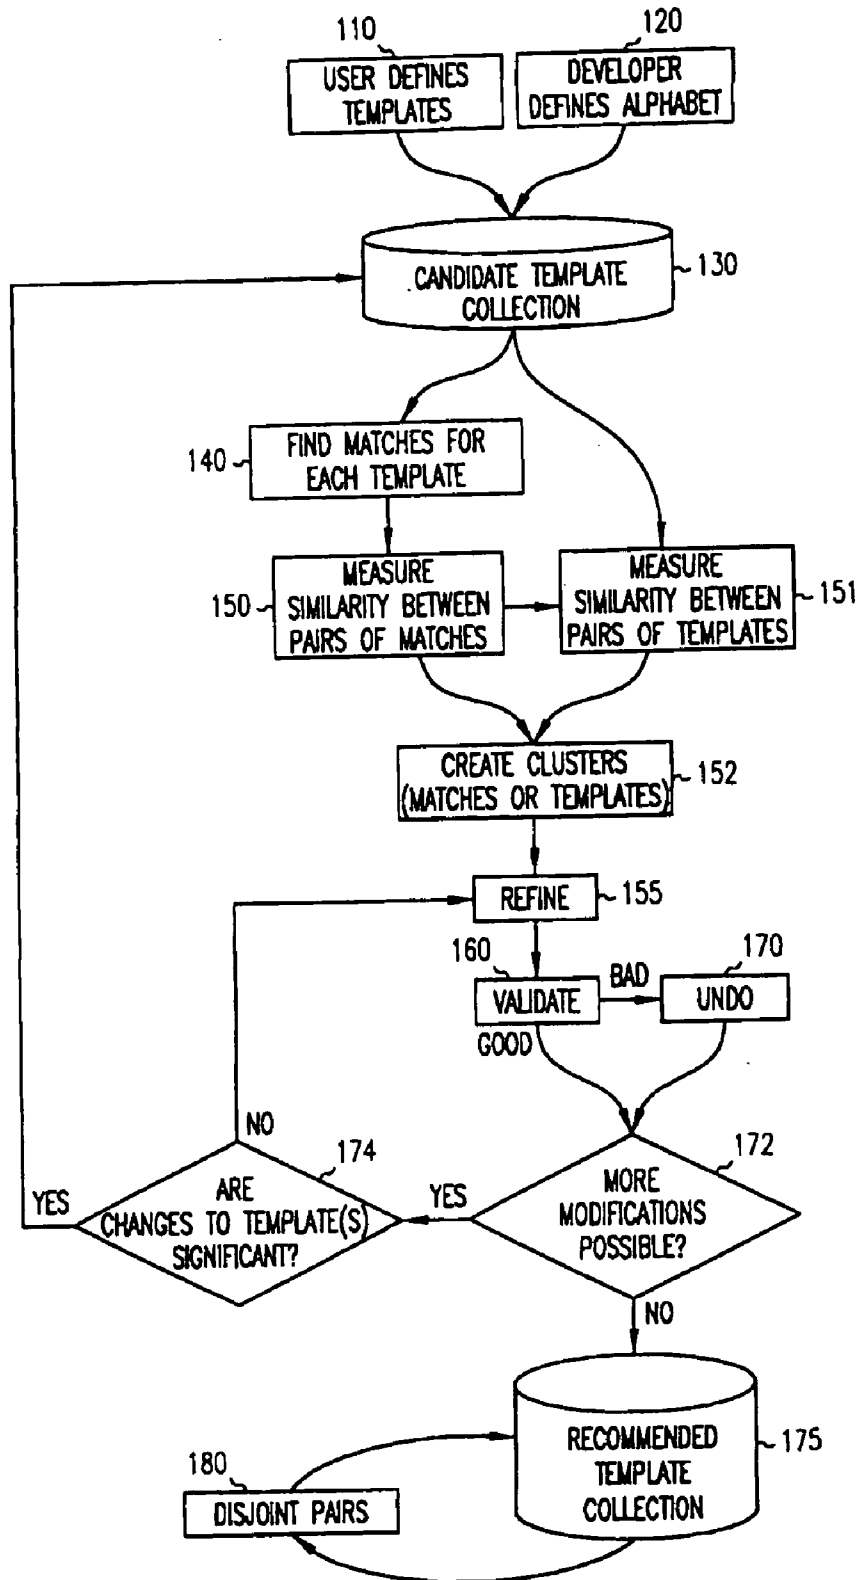 110
120
USER DEFINES
TEMPLATES
DEVELOPER
DEFINES ALPHABET
CANDIDATE TEMPLATE
COLLECTION
130
140
FIND MATCHES FOR
EACH TEMPLATE
150
MEASURE
SIMILARITY BETWEEN
PAIRS OF MATCHES
MEASURE
SIMILARITY BETWEEN
PAIRS OF TEMPLATES
151
CREATE CLUSTERS
(MATCHES OR TEMPLATES)
152
REFINE
155
160
VALIDATE
BAD
170
UNDO
GOOD
NO
174
172
YES
ARE
CHANGES TO TEMPLATE(S)
SIGNIFICANT?
YES
MORE
MODIFICATIONS
POSSIBLE?
NO
RECOMMENDED
TEMPLATE
COLLECTION
175
180
DISJOINT PAIRS